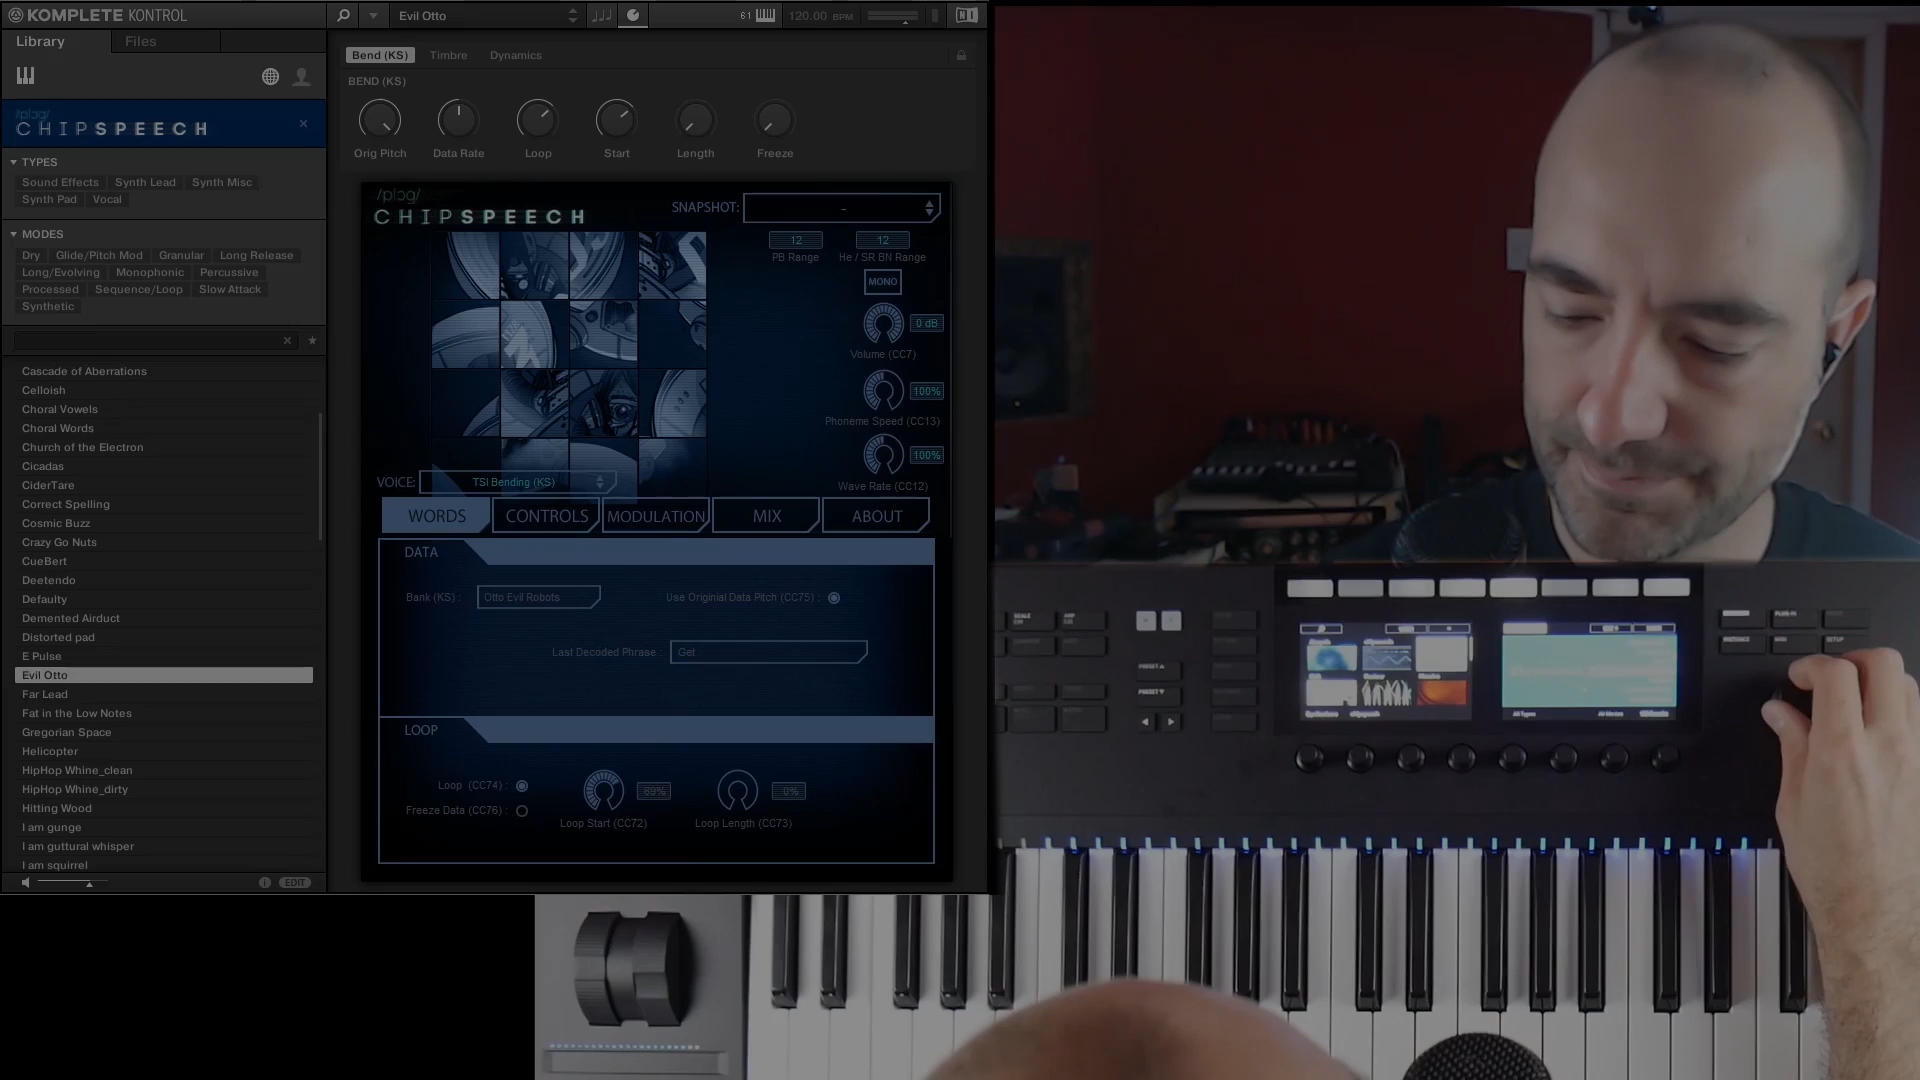 KOMPLETE KONTROL
Evil Otto
61
120.00 BPM
Library
Files
Bend (KS)
Timbre
Dynamics
BEND (KS)
Orig Pitch
Data Rate
Loop
Start
Length
Freeze
/plɔg/
CHIPSPEECH
TYPES
Sound Effects
Synth Lead
Synth Misc
Synth Pad
Vocal
MODES
Dry
Glide/Pitch Mod
Granular
Long Release
Long/Evolving
Monophonic
Percussive
Processed
Sequence/Loop
Slow Attack
Synthetic
Cascade of Aberrations
Celloish
Choral Vowels
Choral Words
Church of the Electron
Cicadas
CiderTare
Correct Spelling
Cosmic Buzz
Crazy Go Nuts
CueBert
Deetendo
Defaulty
Demented Airduct
Distorted pad
E Pulse
Evil Otto
Far Lead
Fat in the Low Notes
Gregorian Space
Helicopter
HipHop Whine_clean
HipHop Whine_dirty
Hitting Wood
I am gunge
I am guttural whisper
I am squirrel
EDIT
/plɔg/
CHIPSPEECH
SNAPSHOT:
-
12
12
PB Range
He / SR BN Range
MONO
0 dB
Volume (CC7)
100%
Phoneme Speed (CC13)
100%
Wave Rate (CC12)
VOICE:
TSI Bending (KS)
WORDS
CONTROLS
MODULATION
MIX
ABOUT
DATA
Bank (KS) :
Otto Evil Robots
Use Originial Data Pitch (CC75) :
Last Decoded Phrase :
Get
LOOP
Loop (CC74) :
Freeze Data (CC76) :
89%
0%
Loop Start (CC72)
Loop Length (CC73)
PRESET
PRESET
SETUP